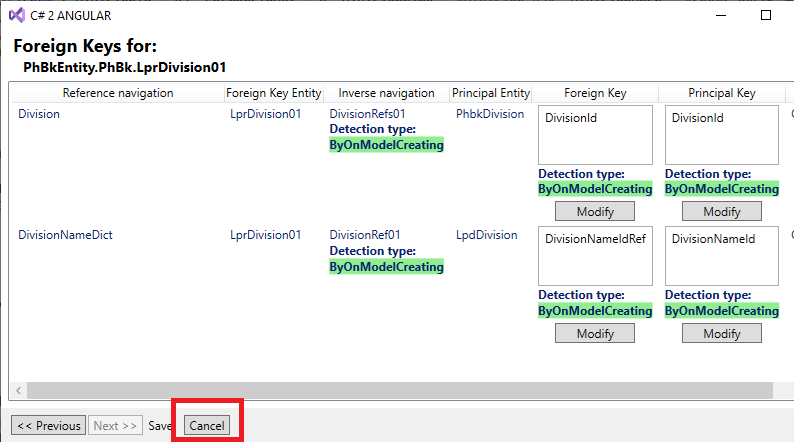 C# 2 ANGULAR
Foreign Keys for:
PhBkEntity.PhBk.LprDivision01
Reference navigation Foreign Key Entity Inverse navigation Principal Entity Foreign Key Principal Key
Division LprDivision01 DivisionRefs01 PhbkDivision DivisionId DivisionId
Detection type:
ByOnModelCreating
Detection type: Detection type:
ByOnModelCreating ByOnModelCreating
Modify Modify
DivisionNameDict LprDivision01 DivisionRef01 LpdDivision DivisionNameIdRef DivisionNameId
Detection type:
ByOnModelCreating
Detection type: Detection type:
ByOnModelCreating ByOnModelCreating
Modify Modify
<< Previous Next >> Save Cancel